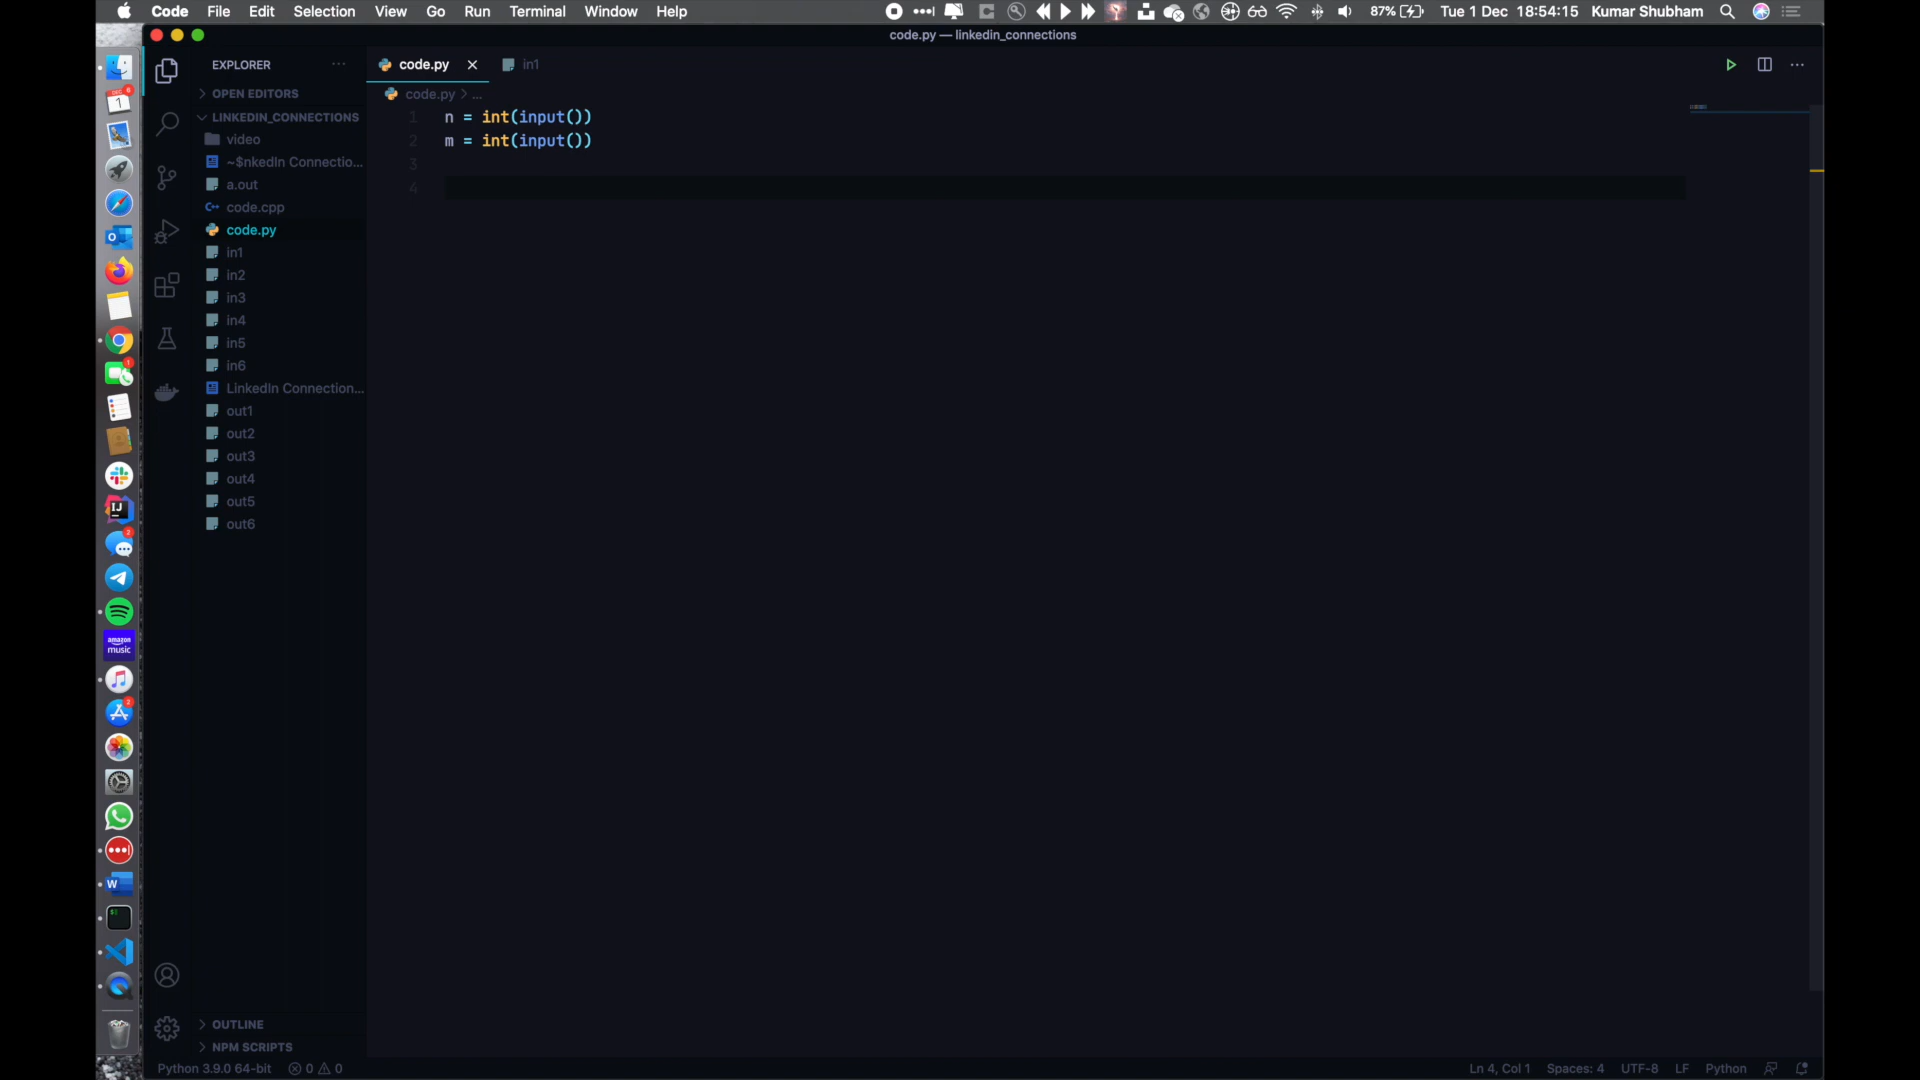 Code File Edit Selection View Go Run Terminal Window Help 87% Tue 1 Dec 18:54:15 Kumar Shubham
code.py — linkedin_connections
EXPLORER
code.py
in1
OPEN EDITORS
code.py > ...
LINKEDIN_CONNECTIONS
video
~$nkedIn Connectio...
a.out
code.cpp
code.py
in1
in2
in3
in4
in5
in6
LinkedIn Connection...
out1
out2
out3
out4
out5
out6
OUTLINE
NPM SCRIPTS
1 n = int(input())
2 m = int(input())
3
4
amazon music
Python 3.9.0 64-bit 0 0 Ln 4, Col 1 Spaces: 4 UTF-8 LF Python